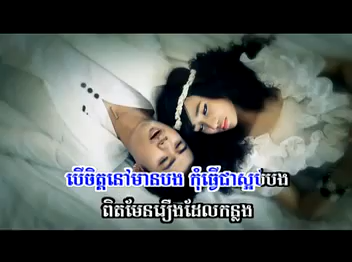 បើចិត្តនៅមានបង កុំធ្វើជាស្អប់បង
ពិតមែនរឿងដែលកន្លង